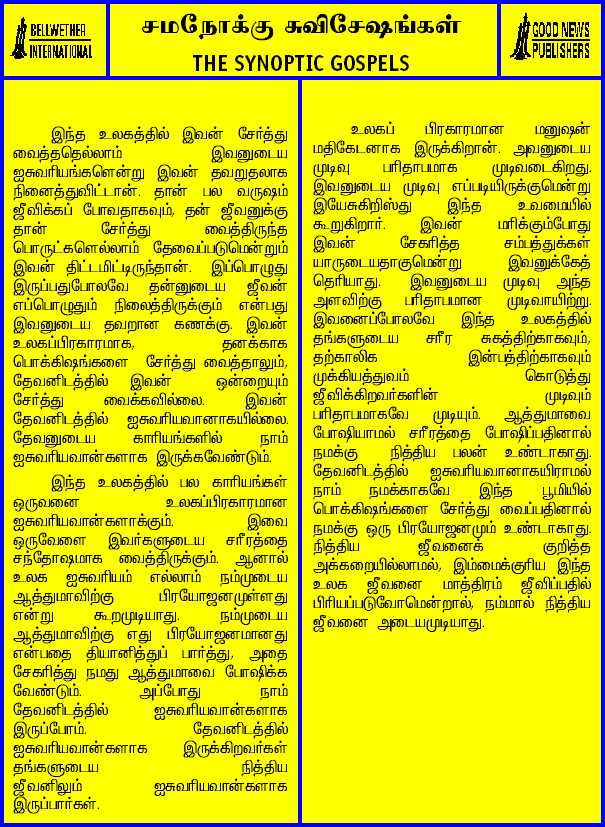 BELLWETHER
INTERNATIONAL
சமநோக்கு சுவிசேஷங்கள்
THE SYNOPTIC GOSPELS
GOOD NEWS
PUBLISHERS
இந்த உலகத்தில் இவன் சேர்த்து
வைத்ததெல்லாம் இவனுடைய
ஐசுவரியங்களென்று இவன் தவறுதலாக
நினைத்துவிட்டான். தான் பல வருஷம்
ஜீவிக்கப் போவதாகவும், தன் ஜீவனுக்கு
தான் சேர்த்து வைத்திருந்த
பொருட்களெல்லாம் தேவைப்படுமென்றும்
இவன் திட்டமிட்டிருந்தான். இப்பொழுது
இருப்பதுபோலவே தன்னுடைய ஜீவன்
எப்பொழுதும் நிலைத்திருக்கும் என்பது
இவனுடைய தவறான கணக்கு. இவன்
உலகப்பிரகாரமாக, தனக்காக
பொக்கிஷங்களை சேர்த்து வைத்தாலும்,
தேவனிடத்தில் இவன் ஒன்றையும்
சேர்த்து வைக்கவில்லை. இவன்
தேவனிடத்தில் ஐசுவரியவானாகயில்லை.
தேவனுடைய காரியங்களில் நாம்
ஐசுவரியவான்களாக இருக்கவேண்டும்.
இந்த உலகத்தில் பல காரியங்கள்
ஒருவனை உலகப்பிரகாரமான
ஐசுவரியவான்களாக்கும். இவை
ஒருவேளை இவர்களுடைய சரீரத்தை
சந்தோஷமாக வைத்திருக்கும். ஆனால்
உலக ஐசுவரியம் எல்லாம் நம்முடைய
ஆத்துமாவிற்கு பிரயோஜனமுள்ளது
என்று கூறமுடியாது. நம்முடைய
ஆத்துமாவிற்கு எது பிரயோஜனமானது
என்பதை தியானித்துப் பார்த்து, அதை
சேகரித்து நமது ஆத்துமாவை போஷிக்க
வேண்டும். அப்போது நாம்
தேவனிடத்தில் ஐசுவரியவான்களாக
இருப்போம். தேவனிடத்தில்
ஐசுவரியவான்களாக இருக்கிறவர்கள்
தங்களுடைய நித்திய
ஜீவனிலும் ஐசுவரியவான்களாக
இருப்பார்கள்.
உலகப் பிரகாரமான மனுஷன்
மதிகேடனாக இருக்கிறான். அவனுடைய
முடிவு பரிதாபமாக முடிவடைகிறது.
இவனுடைய முடிவு எப்படியிருக்குமென்று
இயேசுகிறிஸ்து இந்த உவமையில்
கூறுகிறார். இவன் மரிக்கும்போது
இவன் சேகரித்த சம்பத்துக்கள்
யாருடையதாகுமென்று இவனுக்கேத்
தெரியாது. இவனுடைய முடிவு அந்த
அளவிற்கு பரிதாபமான முடிவாயிற்று.
இவனைப்போலவே இந்த உலகத்தில்
தங்களுடைய சரீர சுகத்திற்காகவும்,
தற்காலிக இன்பத்திற்காகவும்
முக்கியத்துவம் கொடுத்து
ஜீவிக்கிறவர்களின் முடிவும்
பரிதாபமாகவே முடியும். ஆத்துமாவை
போஷியாமல் சரீரத்தை போஷிப்பதினால்
நமக்கு நித்திய பலன் உண்டாகாது.
தேவனிடத்தில் ஐசுவரியவானாகயிராமல்
நாம் நமக்காகவே இந்த பூமியில்
பொக்கிஷங்களை சேர்த்து வைப்பதினால்
நமக்கு ஒரு பிரயோஜனமும் உண்டாகாது.
நித்திய ஜீவனைக் குறித்த
அக்கறையில்லாமல், இம்மைக்குரிய இந்த
உலக ஜீவனை மாத்திரம் ஜீவிப்பதில்
பிரியப்படுவோமென்றால், நம்மால் நித்திய
ஜீவனை அடையமுடியாது.